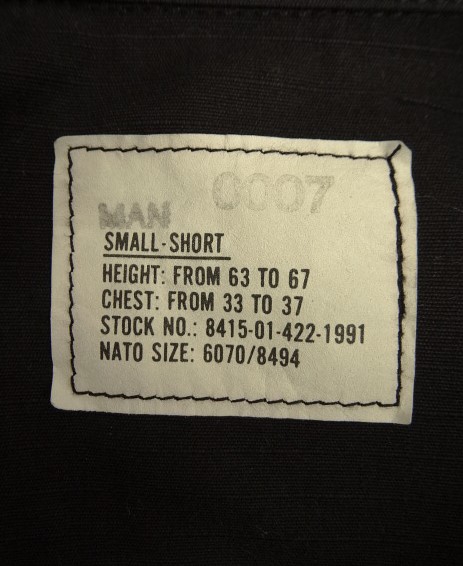 0007
MAN
SMALL-SHORT
HEIGHT: FROM 63 TO 67
CHEST: FROM 33 TO 37
STOCK NO.: 8415-01-422-1991
NATO SIZE: 6070/8494